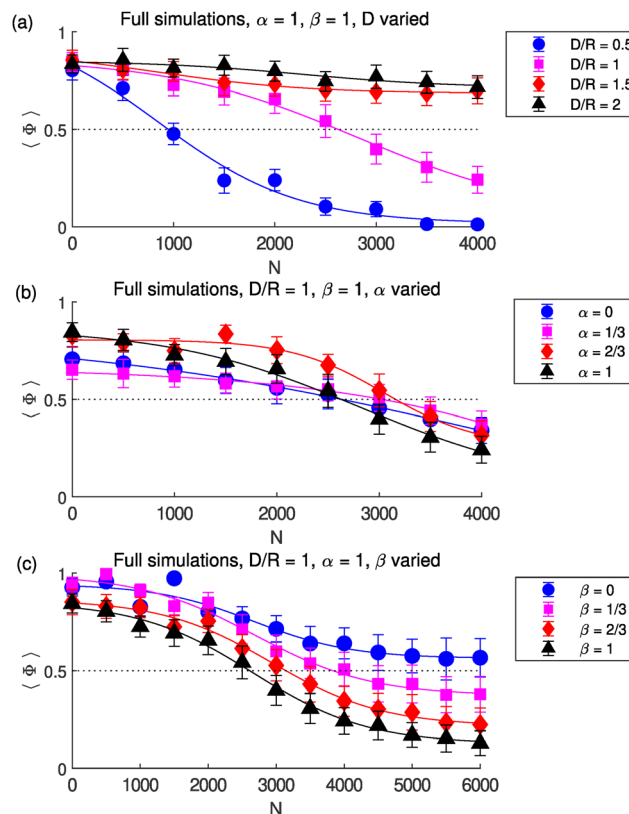 (a)
Full simulations, α = 1, β = 1, D varied
1
0.5
0
⟨ Φ ⟩
0 1000 2000 3000 4000
N
D/R = 0.5
D/R = 1
D/R = 1.5
D/R = 2
(b)
Full simulations, D/R = 1, β = 1, α varied
1
0.5
0
⟨ Φ ⟩
0 1000 2000 3000 4000
N
α = 0
α = 1/3
α = 2/3
α = 1
(c)
Full simulations, D/R = 1, α = 1, β varied
1
0.5
0
⟨ Φ ⟩
0 1000 2000 3000 4000 5000 6000
N
β = 0
β = 1/3
β = 2/3
β = 1